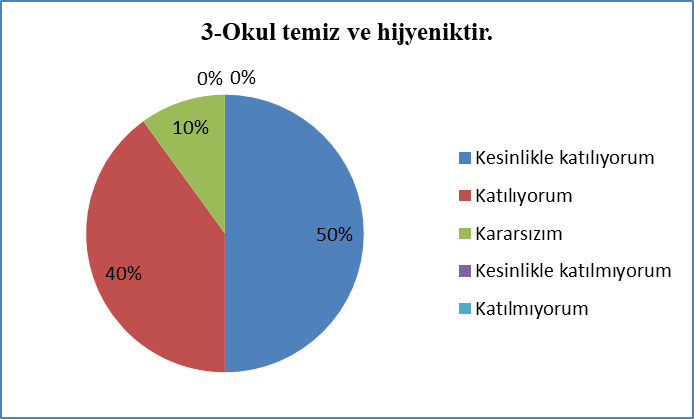 3-Okul temiz ve hijyeniktir.
0% 0%
10%
50%
40%
Kesinlikle katılıyorum
Katılıyorum
Kararsızım
Kesinlikle katılmıyorum
Katılmıyorum